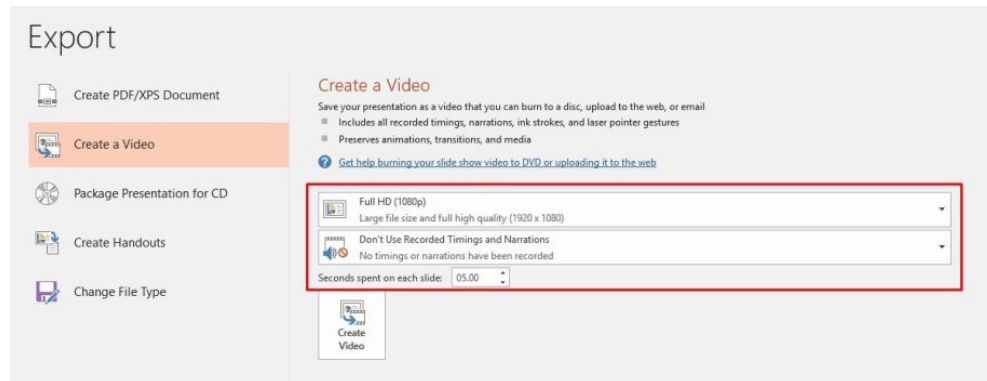 Export
Create PDF/XPS Document
Create a Video
Package Presentation for CD
Create Handouts
Change File Type
Create a Video
Save your presentation as a video that you can burn to a disc, upload to the web, or email
Includes all recorded timings, narrations, ink strokes, and laser pointer gestures
Preserves animations, transitions, and media
Get help burning your slide show video to DVD or uploading it to the web
Full HD (1080p)
Large file size and full high quality (1920 x 1080)
Don't Use Recorded Timings and Narrations
No timings or narrations have been recorded
Seconds spent on each slide: 05.00
Create
Video